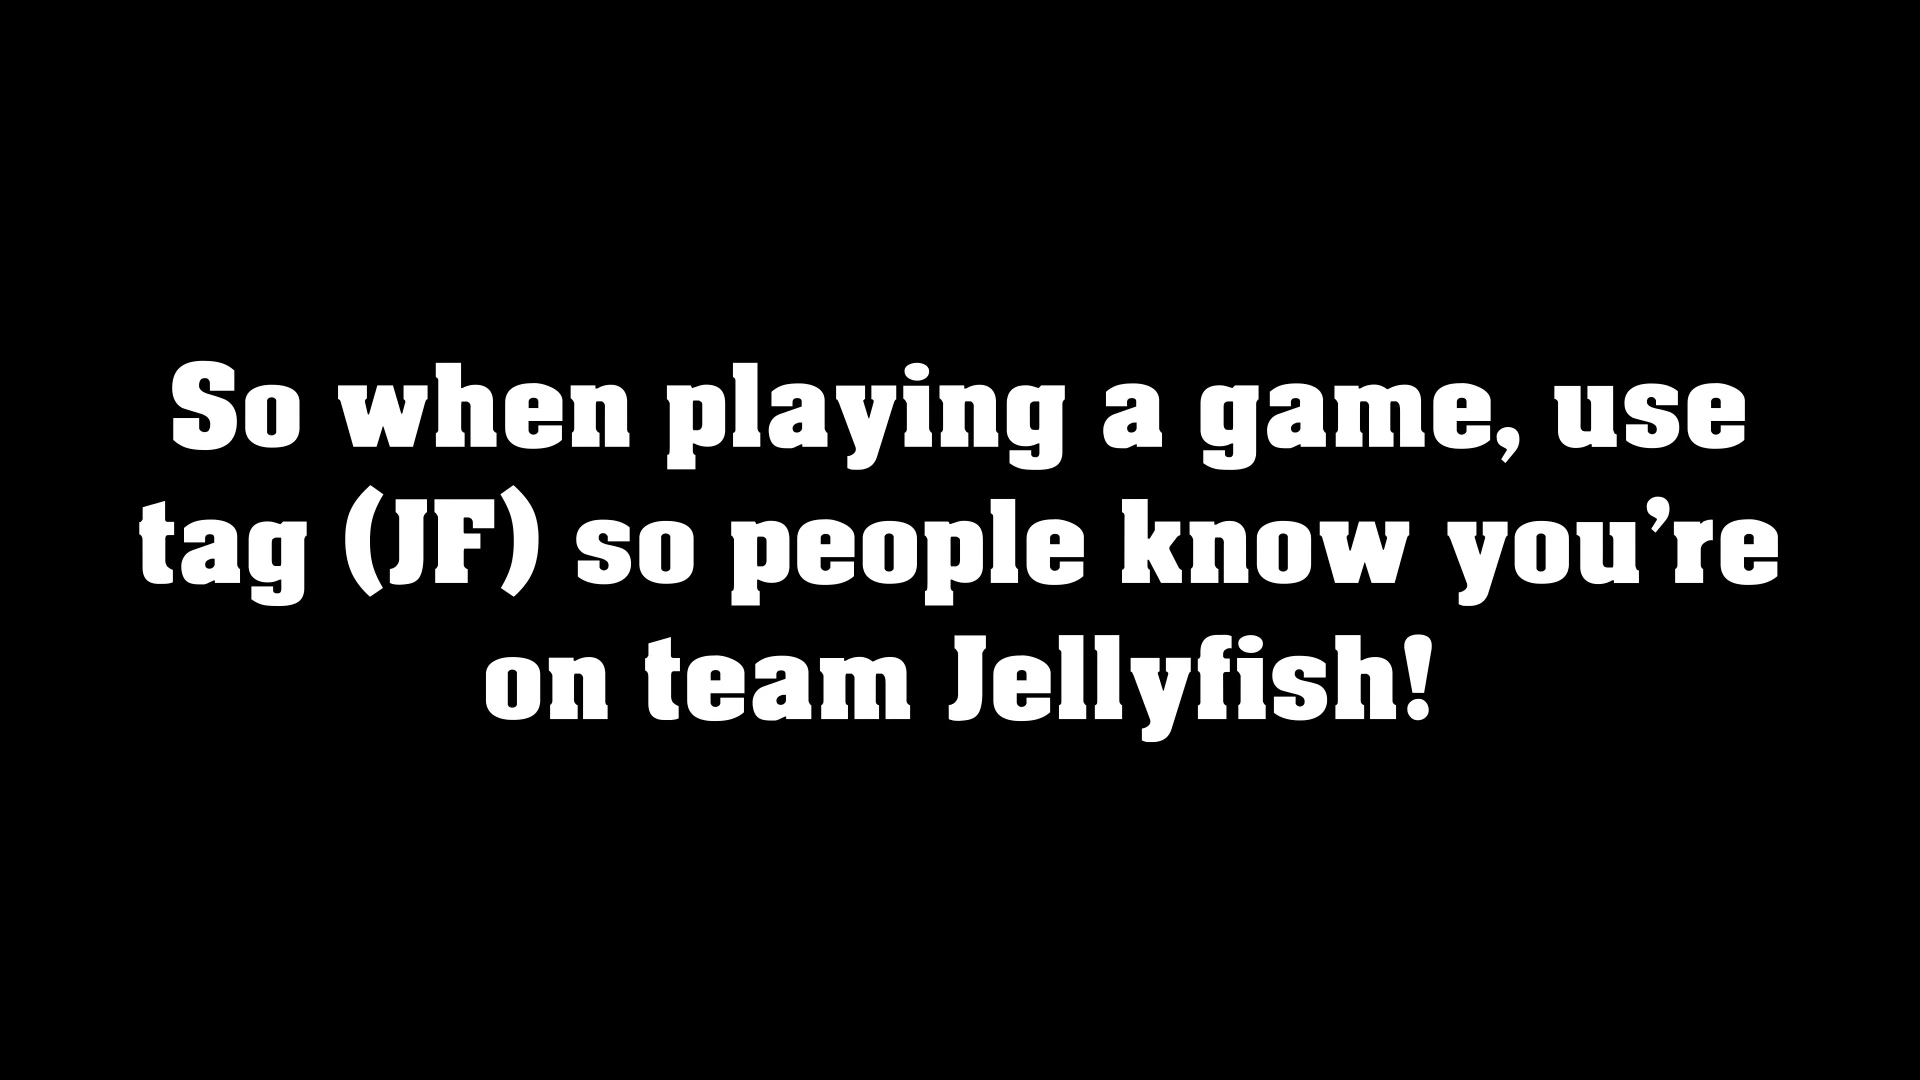 So when playing a game, use
tag (JF) so people know you’re
on team Jellyfish!